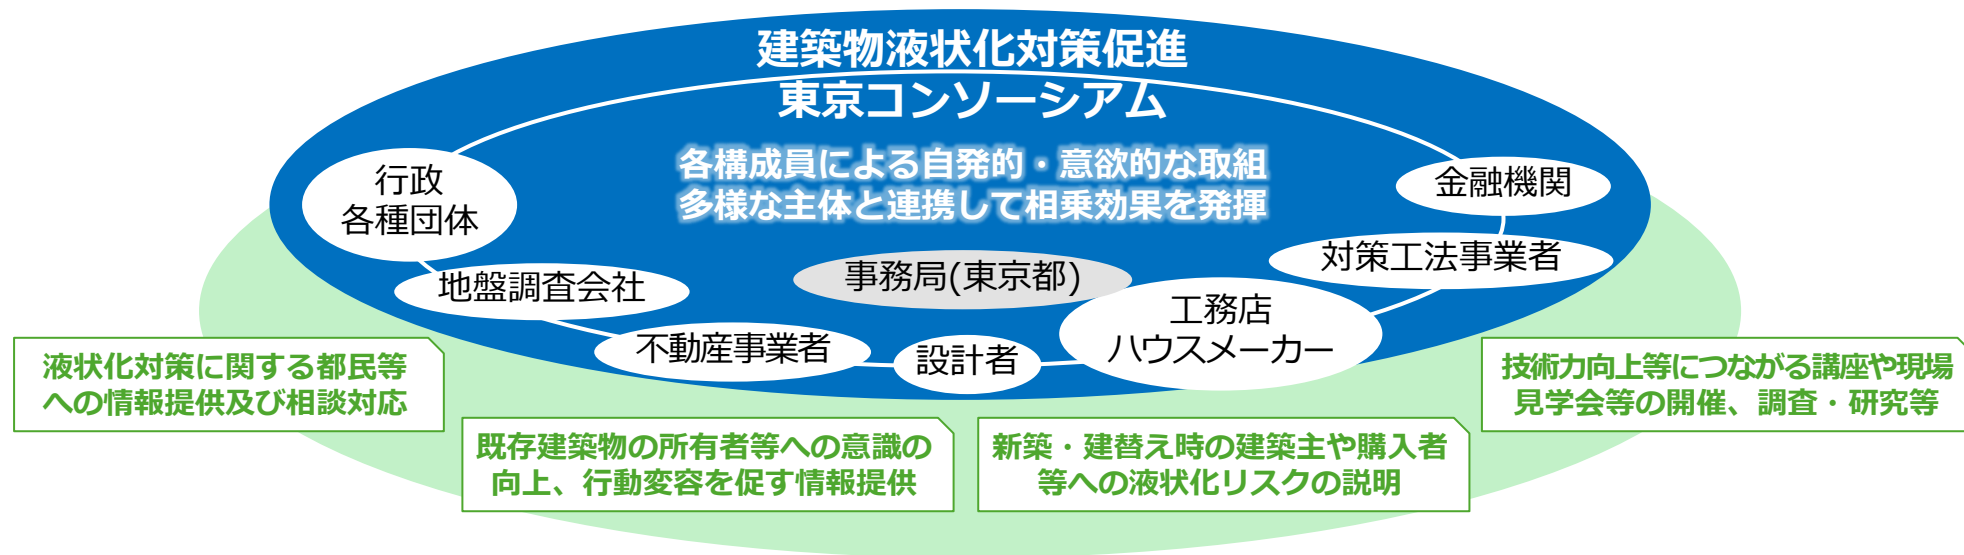 建築物液状化対策促進
東京コンソーシアム
各構成員による自発的・意欲的な取組
多様な主体と連携して相乗効果を発揮
行政
各種団体
地盤調査会社
不動産事業者
設計者
事務局(東京都)
工務店
ハウスメーカー
対策工法事業者
金融機関
液状化対策に関する都民等
への情報提供及び相談対応
既存建築物の所有者等への意識の
向上、行動変容を促す情報提供
新築・建替え時の建築主や購入者
等への液状化リスクの説明
技術力向上等につながる講座や現場
見学会等の開催、調査・研究等